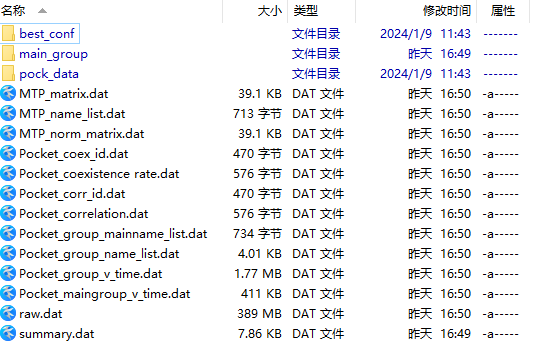 名称 大小 类型 修改时间 属性
best_conf 文件目录 2024/1/9 11:43 -------
main_group 文件目录 昨天 16:49 -------
pock_data 文件目录 2024/1/9 11:43 -------
MTP_matrix.dat 39.1 KB DAT 文件 昨天 16:50 -a-----
MTP_name_list.dat 713 字节 DAT 文件 昨天 16:50 -a-----
MTP_norm_matrix.dat 39.1 KB DAT 文件 昨天 16:50 -a-----
Pocket_coex_id.dat 470 字节 DAT 文件 昨天 16:50 -a-----
Pocket_coexistence rate.dat 576 字节 DAT 文件 昨天 16:50 -a-----
Pocket_corr_id.dat 470 字节 DAT 文件 昨天 16:50 -a-----
Pocket_correlation.dat 576 字节 DAT 文件 昨天 16:50 -a-----
Pocket_group_mainname_list.dat 734 字节 DAT 文件 昨天 16:50 -a-----
Pocket_group_name_list.dat 4.01 KB DAT 文件 昨天 16:50 -a-----
Pocket_group_v_time.dat 1.77 MB DAT 文件 昨天 16:50 -a-----
Pocket_maingroup_v_time.dat 411 KB DAT 文件 昨天 16:50 -a-----
raw.dat 389 MB DAT 文件 昨天 16:50 -a-----
summary.dat 7.86 KB DAT 文件 昨天 16:49 -a-----